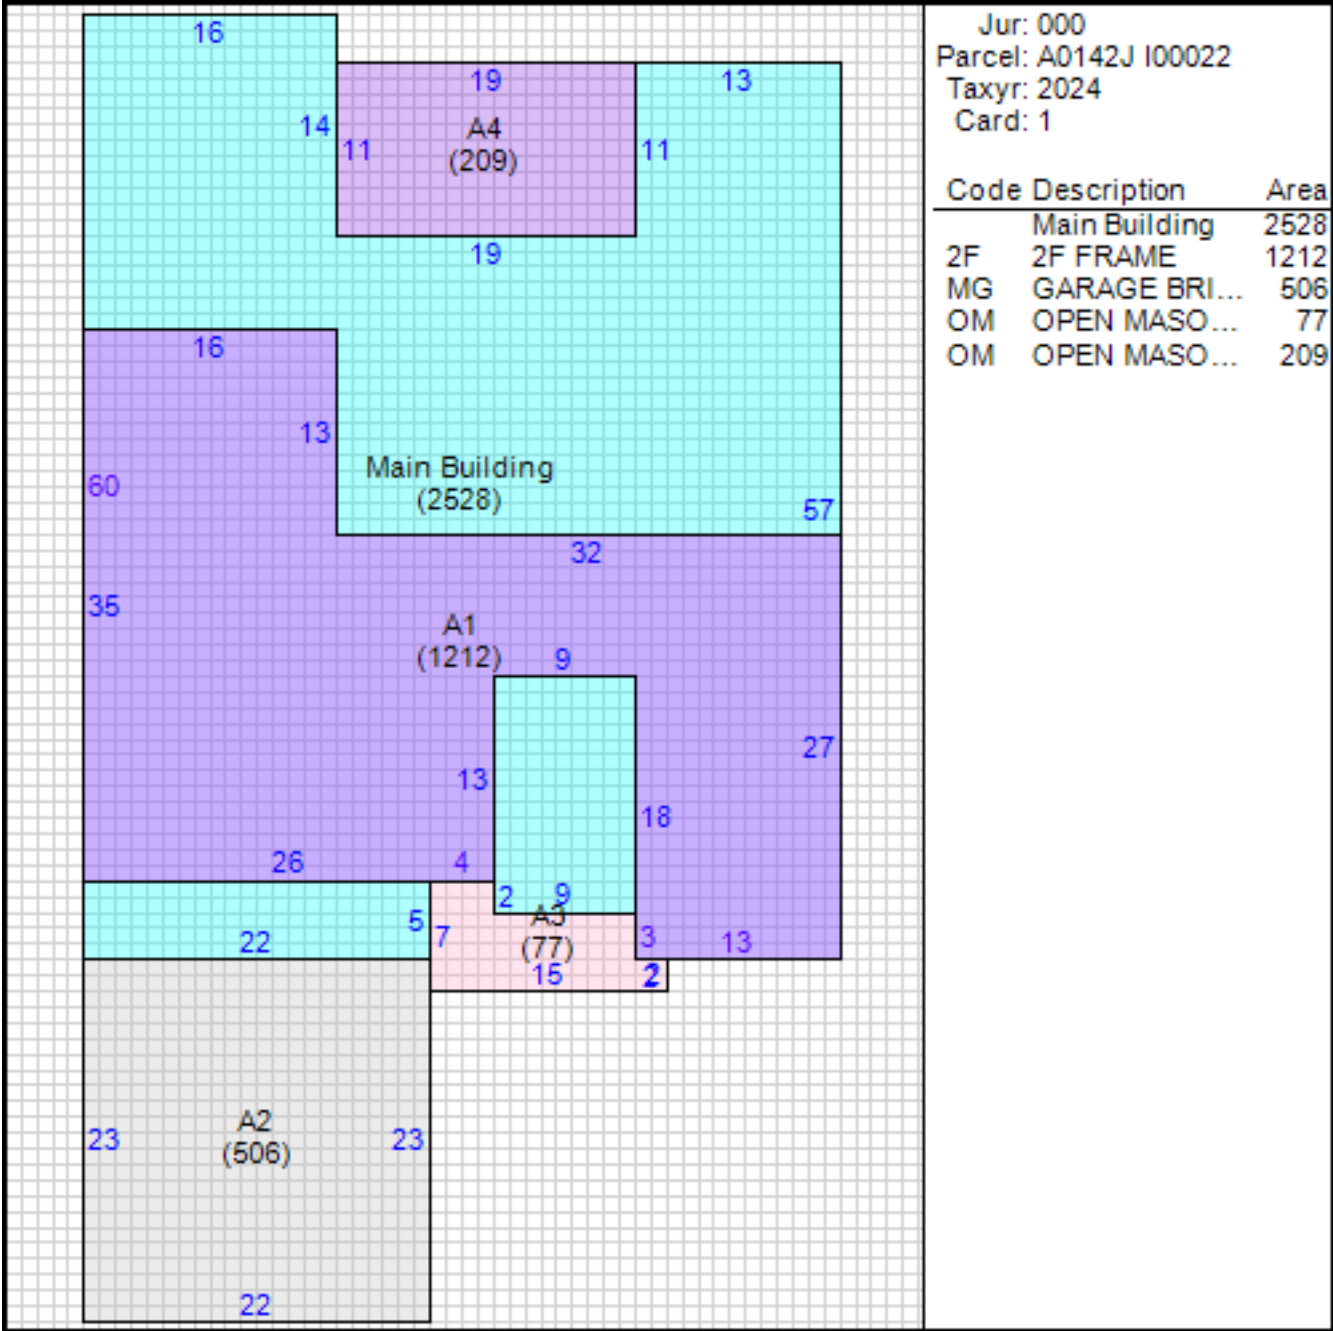 16
19
13
14
11
A4
(209)
11
19
16
13
60
Main Building
(2528)
57
32
35
A1
(1212)
9
27
13
18
26
4
2
9
5
22
7
A3
(77)
3
13
15
2
A2
(506)
23
23
22
Jur: 000
Parcel: A0142J I00022
Taxyr: 2024
Card: 1
Code Description Area
Main Building 2528
2F 2F FRAME 1212
MG GARAGE BRI... 506
OM OPEN MASO... 77
OM OPEN MASO... 209